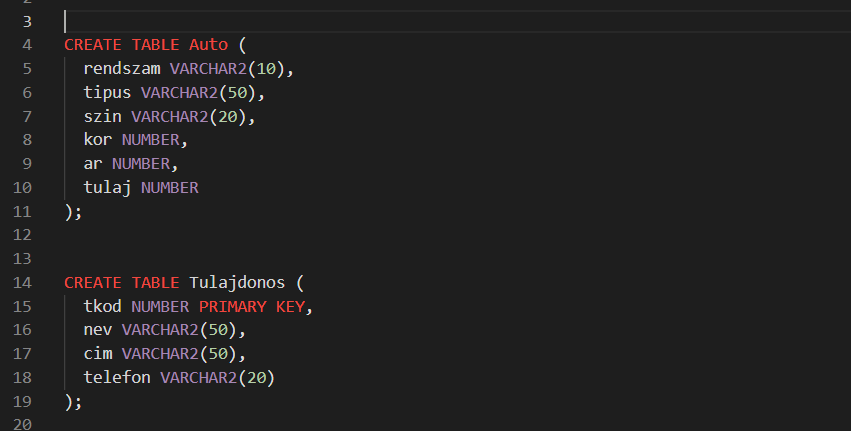 3
4 CREATE TABLE Auto (
5 rendszam VARCHAR2(10),
6 tipus VARCHAR2(50),
7 szin VARCHAR2(20),
8 kor NUMBER,
9 ar NUMBER,
10 tulaj NUMBER
11 );
12
13
14 CREATE TABLE Tulajdonos (
15 tkod NUMBER PRIMARY KEY,
16 nev VARCHAR2(50),
17 cim VARCHAR2(50),
18 telefon VARCHAR2(20)
19 );
20